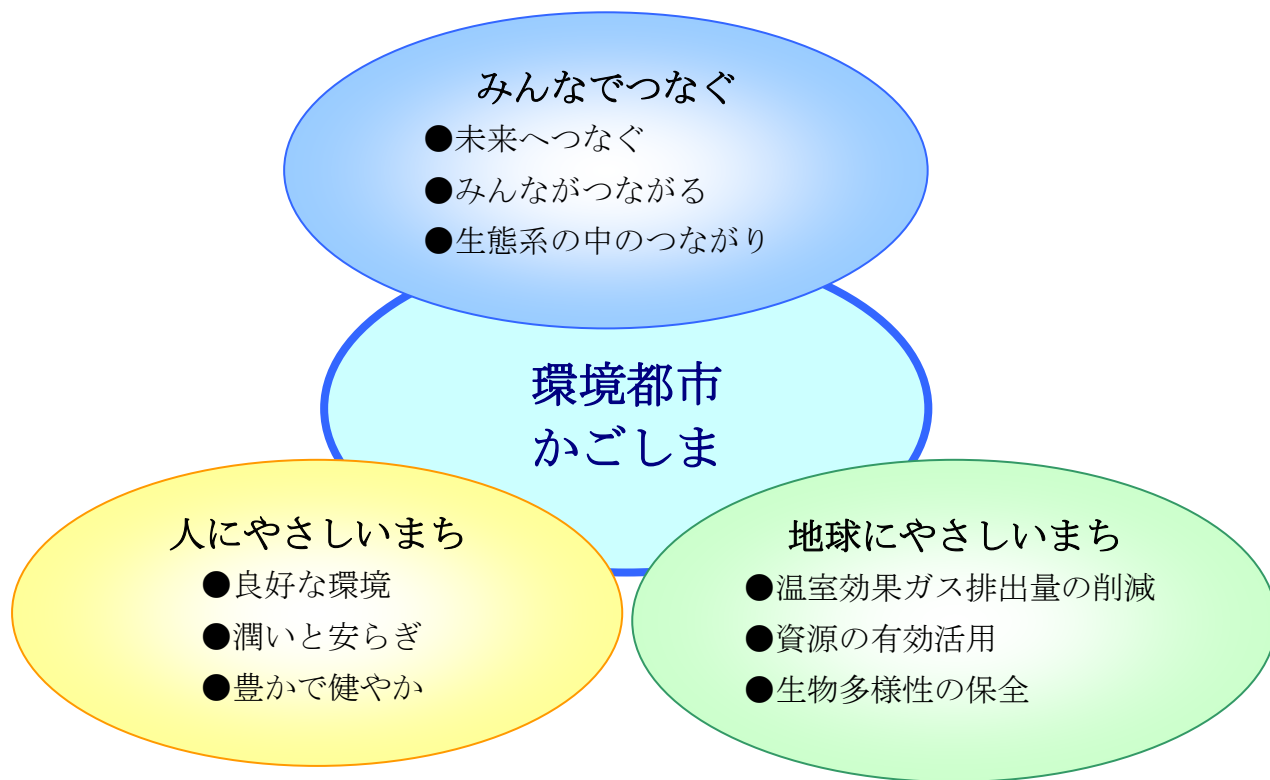 みんなでつなぐ
●未来へつなぐ
●みんながつながる
●生態系の中のつながり
環境都市
かごしま
人にやさしいまち
●良好な環境
●潤いと安らぎ
●豊かで健やか
地球にやさしいまち
●温室効果ガス排出量の削減
●資源の有効活用
●生物多様性の保全